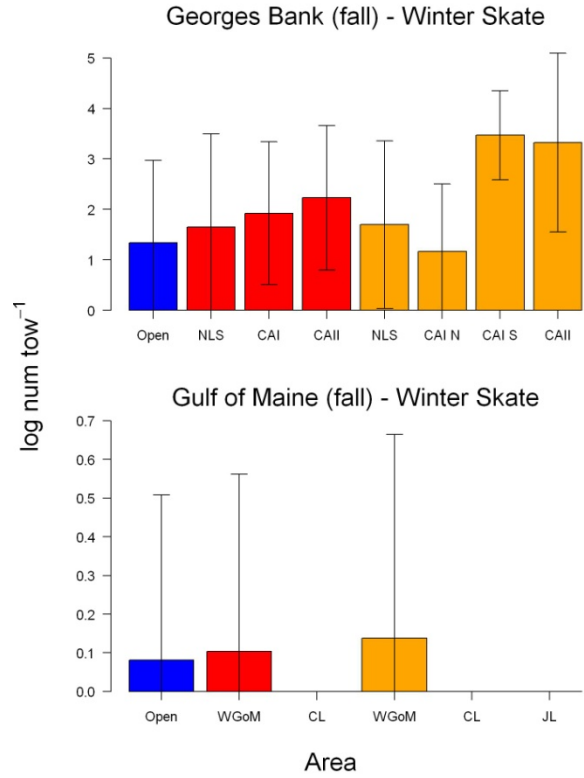 Georges Bank (fall) - Winter Skate
5
4
3
2
1
0
Open NLS CAI CAII NLS CAI N CAI S CAII
log num tow⁻¹
Gulf of Maine (fall) - Winter Skate
0.7
0.6
0.5
0.4
0.3
0.2
0.1
0.0
Open WGoM CL WGoM CL JL
Area